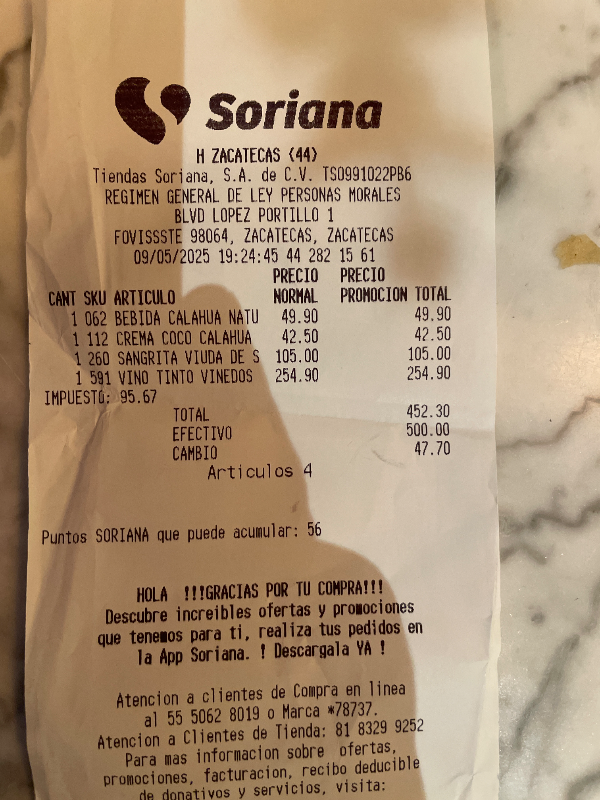 Soriana
H ZACATECAS (44)
Tiendas Soriana, S.A. de C.V. TSO991022PB6
REGIMEN GENERAL DE LEY PERSONAS MORALES
BLVD LOPEZ PORTILLO 1
FOVISSSTE 98064, ZACATECAS, ZACATECAS
09/05/2025 19:24:45 44 282 15 61
PRECIO PRECIO
CANT SKU ARTICULO NORMAL PROMOCION TOTAL
1 062 BEBIDA CALAHUA NATU 49.90 49.90
1 112 CREMA COCO CALAHUA 42.50 42.50
1 260 SANGRITA VIUDA DE S 105.00 105.00
1 591 VINO TINTO VINEDOS 254.90 254.90
IMPUESTO: 95.67
TOTAL 452.30
EFECTIVO 500.00
CAMBIO 47.70
Articulos 4
Puntos SORIANA que puede acumular: 56
HOLA !!!GRACIAS POR TU COMPRA!!!
Descubre increibles ofertas y promociones
que tenemos para ti, realiza tus pedidos en
la App Soriana. ! Descargala YA !
Atencion a clientes de Compra en linea
al 55 5062 8019 o Marca *78737.
Atencion a Clientes de Tienda: 81 8329 9252
Para mas informacion sobre ofertas,
promociones, facturacion, recibo deducible
de donativos y servicios, visita: